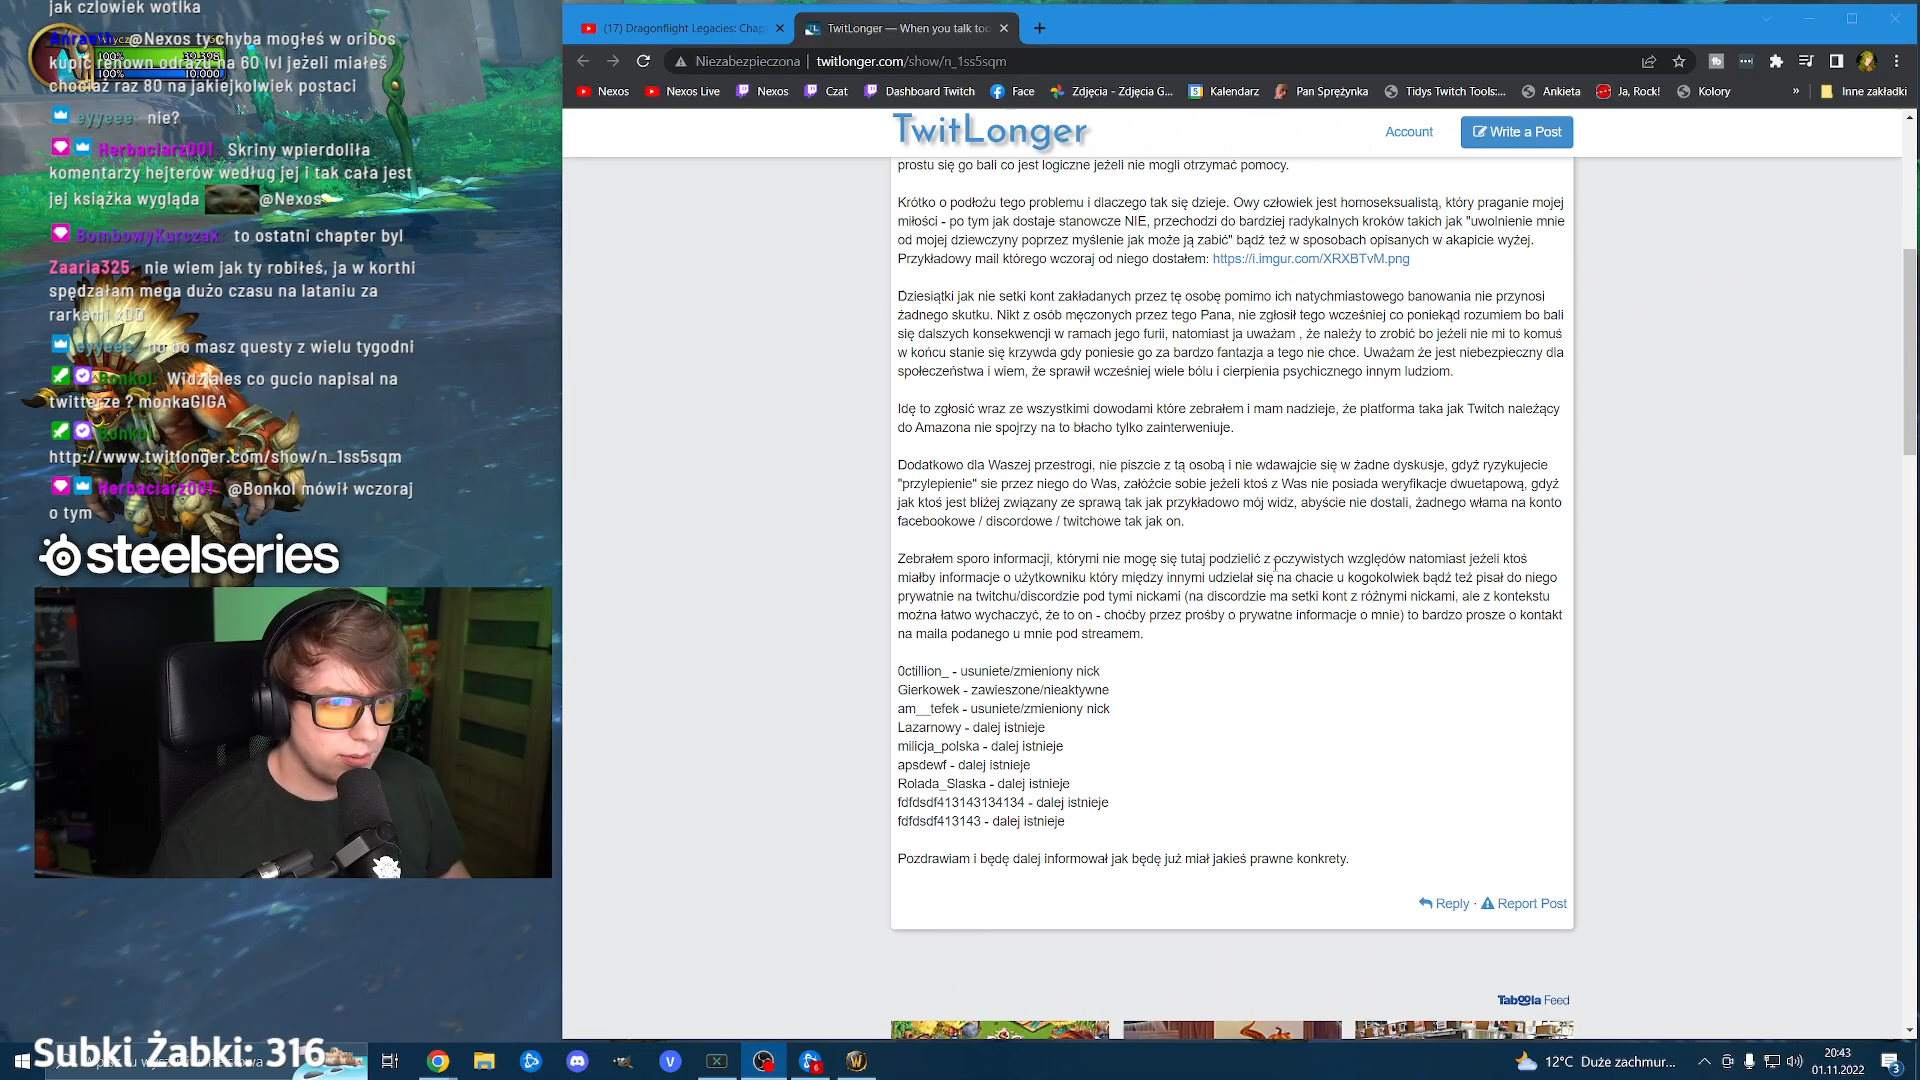 jak człowiek wotlka
@Nexos ty chyba mogłeś w oribos
kupić renown odrazu na 60 lvl jeżeli miałeś
chociaż raz 80 na jakiejkolwiek postaci
eyyeee: nie?
Herbaciarz001: Skriny wpierdoliła
komentarzy hejterów według jej i tak cała jest
jej książka wygląda @Nexos
BombowyKurczak: to ostatni chapter byl
Zaaria325: nie wiem jak ty robiłeś, ja w korthi
spędzałam mega dużo czasu na lataniu za
rarkami xDD
eyyeee: no bo masz questy z wielu tygodni
Bonkol: Widziales co gucio napisal na
twitterze ? monkaGIGA
Bonkol:
http://www.twitlonger.com/show/n_1ss5sqm
Herbaciarz001: @Bonkol mówił wczoraj
o tym
100%
100% 10.000
steelseries
Subki Żabki: 316
(17) Dragonflight Legacies: Chap
TwitLonger — When you talk too
Niezabezpieczona | twitlonger.com/show/n_1ss5sqm
Nexos Nexos Live Nexos Czat Dashboard Twitch Face Zdjęcia - Zdjęcia G... Kalendarz Pan Sprężynka Tidys Twitch Tools:... Ankieta Ja, Rock! Kolory » Inne zakładki
TwitLonger
Account
Write a Post
prostu się go bali co jest logiczne jeżeli nie mogli otrzymać pomocy.
Krótko o podłożu tego problemu i dlaczego tak się dzieje. Owy człowiek jest homoseksualistą, który praganie mojej
miłości - po tym jak dostaje stanowcze NIE, przechodzi do bardziej radykalnych kroków takich jak "uwolnienie mnie
od mojej dziewczyny poprzez myślenie jak może ją zabić" bądź też w sposobach opisanych w akapicie wyżej.
Przykładowy mail którego wczoraj od niego dostałem: https://i.imgur.com/XRXBTvM.png
Dziesiątki jak nie setki kont zakładanych przez tę osobę pomimo ich natychmiastowego banowania nie przynosi
żadnego skutku. Nikt z osób męczonych przez tego Pana, nie zgłosił tego wcześniej co poniekąd rozumiem bo bali
się dalszych konsekwencji w ramach jego furii, natomiast ja uważam , że należy to zrobić bo jeżeli nie mi to komuś
w końcu stanie się krzywda gdy poniesie go za bardzo fantazja a tego nie chce. Uważam że jest niebezpieczny dla
społeczeństwa i wiem, że sprawił wcześniej wiele bólu i cierpienia psychicznego innym ludziom.
Idę to zgłosić wraz ze wszystkimi dowodami które zebrałem i mam nadzieje, że platforma taka jak Twitch należący
do Amazona nie spojrzy na to błacho tylko zainterweniuje.
Dodatkowo dla Waszej przestrogi, nie piszcie z tą osobą i nie wdawajcie się w żadne dyskusje, gdyż ryzykujecie
"przylepienie" sie przez niego do Was, załóżcie sobie jeżeli ktoś z Was nie posiada weryfikacje dwuetapową, gdyż
jak ktoś jest bliżej związany ze sprawą tak jak przykładowo mój widz, abyście nie dostali, żadnego włama na konto
facebookowe / discordowe / twitchowe tak jak on.
Zebrałem sporo informacji, którymi nie mogę się tutaj podzielić z oczywistych względów natomiast jeżeli ktoś
miałby informacje o użytkowniku który między innymi udzielał się na chacie u kogokolwiek bądź też pisał do niego
prywatnie na twitchu/discordzie pod tymi nickami (na discordzie ma setki kont z różnymi nickami, ale z kontekstu
można łatwo wychaczyć, że to on - choćby przez prośby o prywatne informacje o mnie) to bardzo prosze o kontakt
na maila podanego u mnie pod streamem.
0ctillion_ - usuniete/zmieniony nick
Gierkowek - zawieszone/nieaktywne
am__tefek - usuniete/zmieniony nick
Lazarnowy - dalej istnieje
milicja_polska - dalej istnieje
apsdewf - dalej istnieje
Rolada_Slaska - dalej istnieje
fdfdsdf413143134134 - dalej istnieje
fdfdsdf413143 - dalej istnieje
Pozdrawiam i będę dalej informował jak będę już miał jakieś prawne konkrety.
Reply · Report Post
Taboola Feed
12°C Duże zachmur...
20:43
01.11.2022